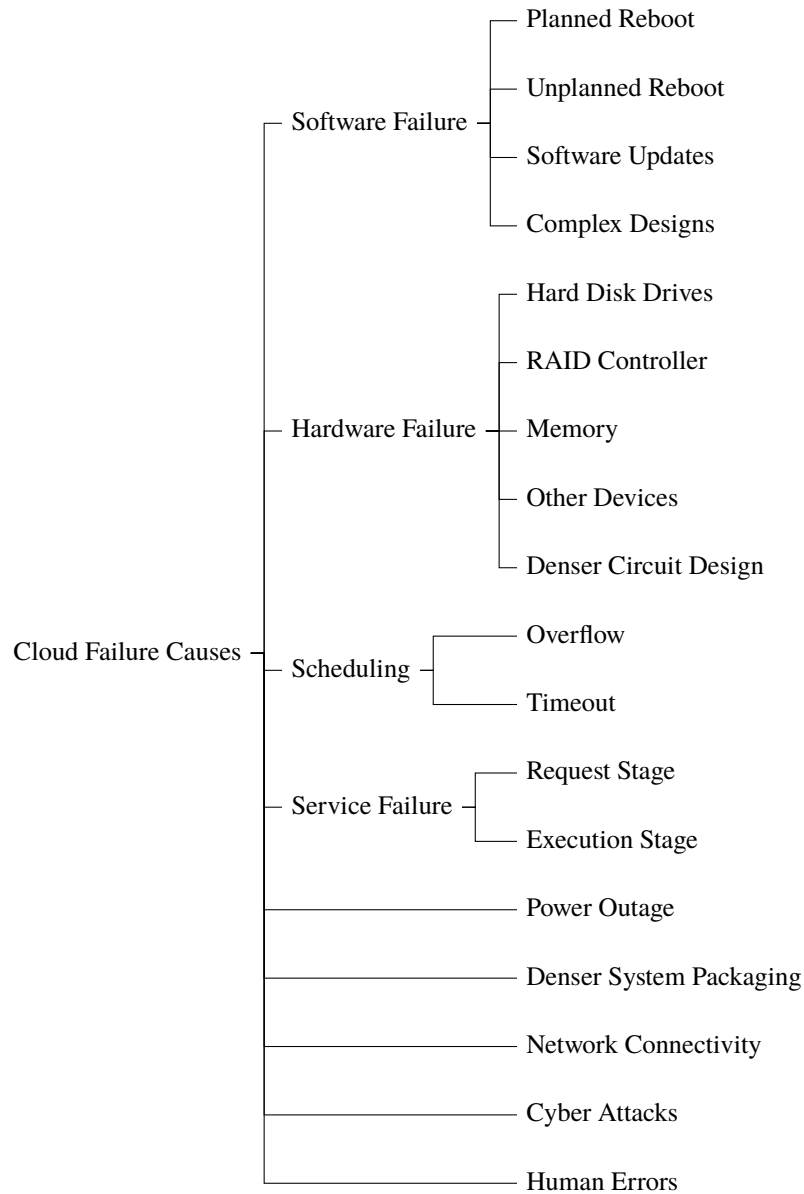 Planned Reboot
Unplanned Reboot
Software Failure
Software Updates
Complex Designs
Hard Disk Drives
RAID Controller
Hardware Failure
Memory
Other Devices
Denser Circuit Design
Cloud Failure Causes
Overflow
Scheduling
Timeout
Request Stage
Service Failure
Execution Stage
Power Outage
Denser System Packaging
Network Connectivity
Cyber Attacks
Human Errors